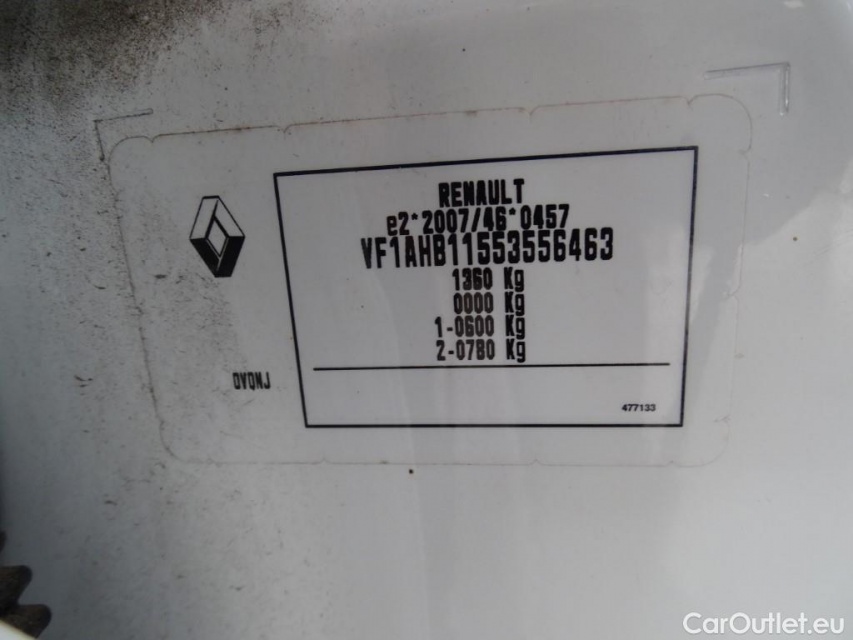 RENAULT
e2*2007/46*0457
VF1AHB11553556463
1360 Kg
0000 Kg
1-0600 Kg
2-0780 Kg
OVQNJ
477133
CarOutlet.eu